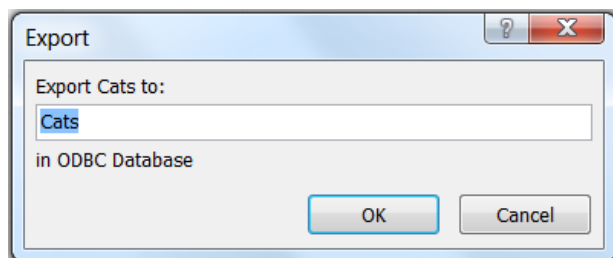 Export
Export Cats to:
Cats
in ODBC Database
OK Cancel